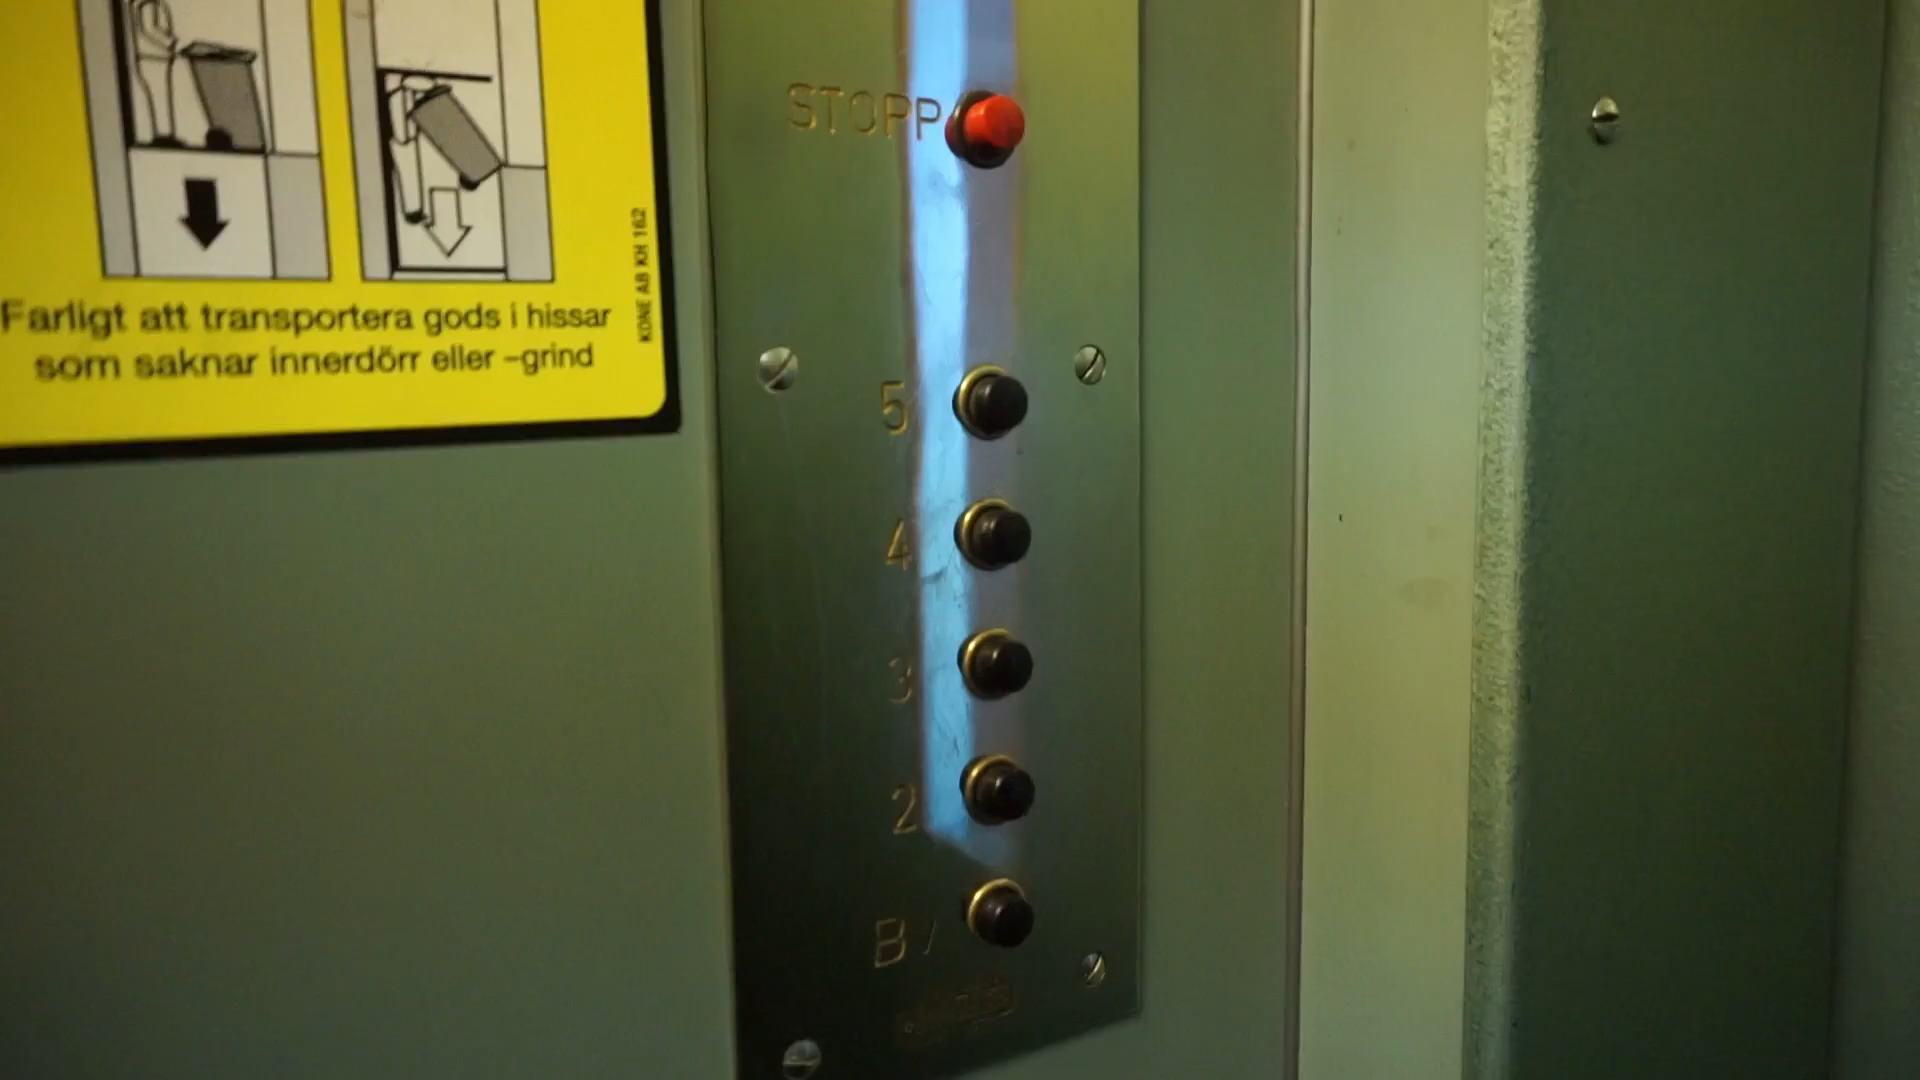 Farligt att transportera gods i hissar
som saknar innerdörr eller –grind
KONE AB KH 162
STOPP
5
4
3
2
B